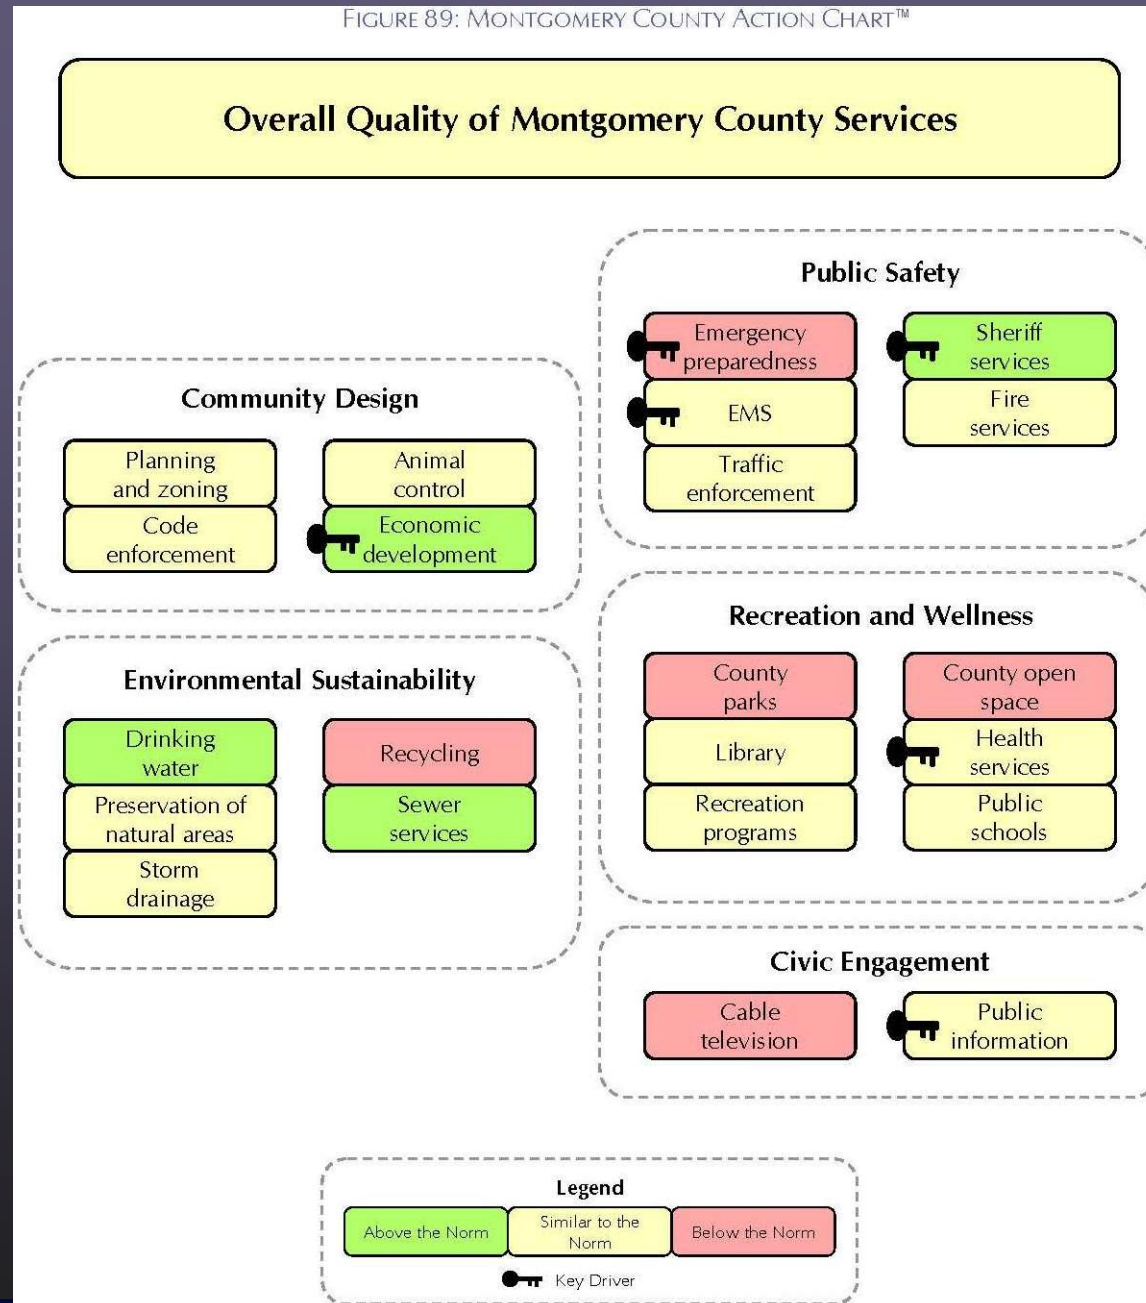 FIGURE 89: MONTGOMERY COUNTY ACTION CHART™
Overall Quality of Montgomery County Services
Community Design
Planning
and zoning
Code
enforcement
Animal
control
Economic
development
Environmental Sustainability
Drinking
water
Preservation of
natural areas
Storm
drainage
Recycling
Sewer
services
Public Safety
Emergency
preparedness
EMS
Traffic
enforcement
Sheriff
services
Fire
services
Recreation and Wellness
County
parks
Library
Recreation
programs
County open
space
Health
services
Public
schools
Civic Engagement
Cable
television
Public
information
Legend
Above the Norm
Similar to the
Norm
Below the Norm
Key Driver